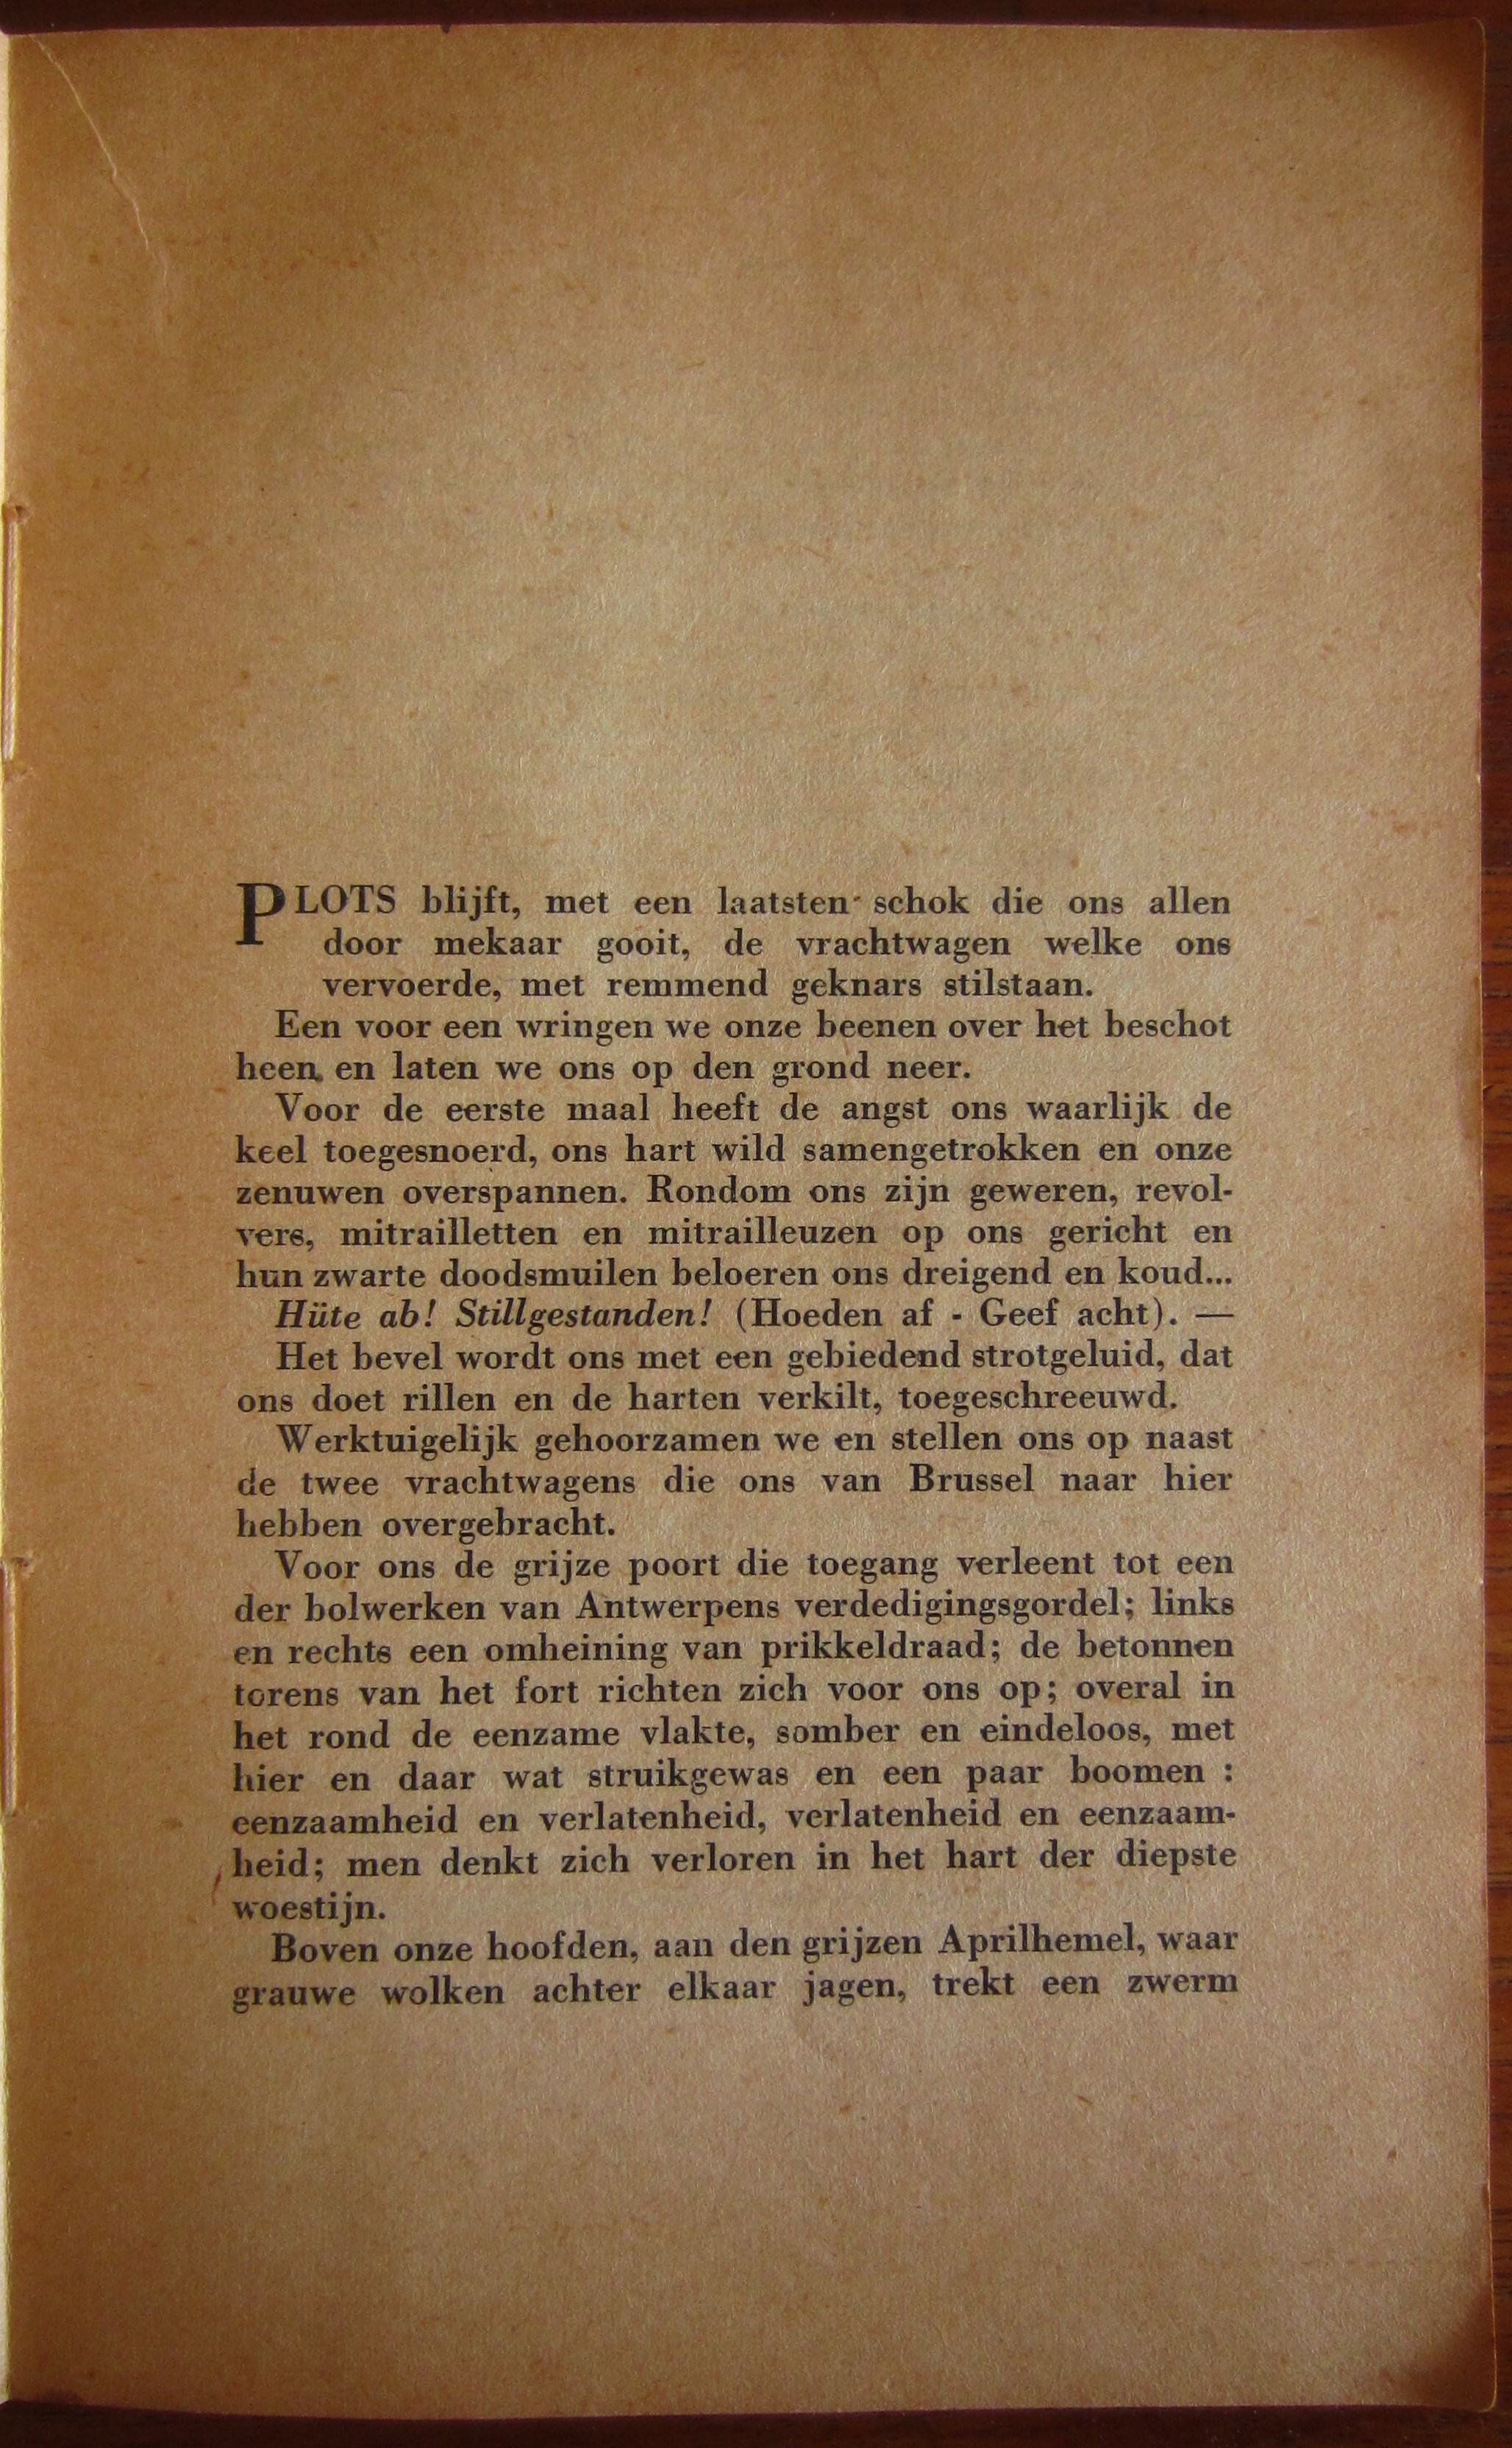 PLOTS blijft, met een laatsten schok die ons allen
door mekaar gooit, de vrachtwagen welke ons
vervoerde, met remmend geknars stilstaan.
Een voor een wringen we onze beenen over het beschot
heen en laten we ons op den grond neer.
Voor de eerste maal heeft de angst ons waarlijk de
keel toegesnoerd, ons hart wild samengetrokken en onze
zenuwen overspannen. Rondom ons zijn geweren, revol-
vers, mitrailletten en mitrailleuzen op ons gericht en
hun zwarte doodsmuilen beloeren ons dreigend en koud...
Hüte ab! Stillgestanden! (Hoeden af - Geef acht). —
Het bevel wordt ons met een gebiedend strotgeluid, dat
ons doet rillen en de harten verkilt, toegeschreeuwd.
Werktuigelijk gehoorzamen we en stellen ons op naast
de twee vrachtwagens die ons van Brussel naar hier
hebben overgebracht.
Voor ons de grijze poort die toegang verleent tot een
der bolwerken van Antwerpens verdedigingsgordel; links
en rechts een omheining van prikkeldraad; de betonnen
torens van het fort richten zich voor ons op; overal in
het rond de eenzame vlakte, somber en eindeloos, met
hier en daar wat struikgewas en een paar boomen :
eenzaamheid en verlatenheid, verlatenheid en eenzaam-
heid; men denkt zich verloren in het hart der diepste
woestijn.
Boven onze hoofden, aan den grijzen Aprilhemel, waar
grauwe wolken achter elkaar jagen, trekt een zwerm